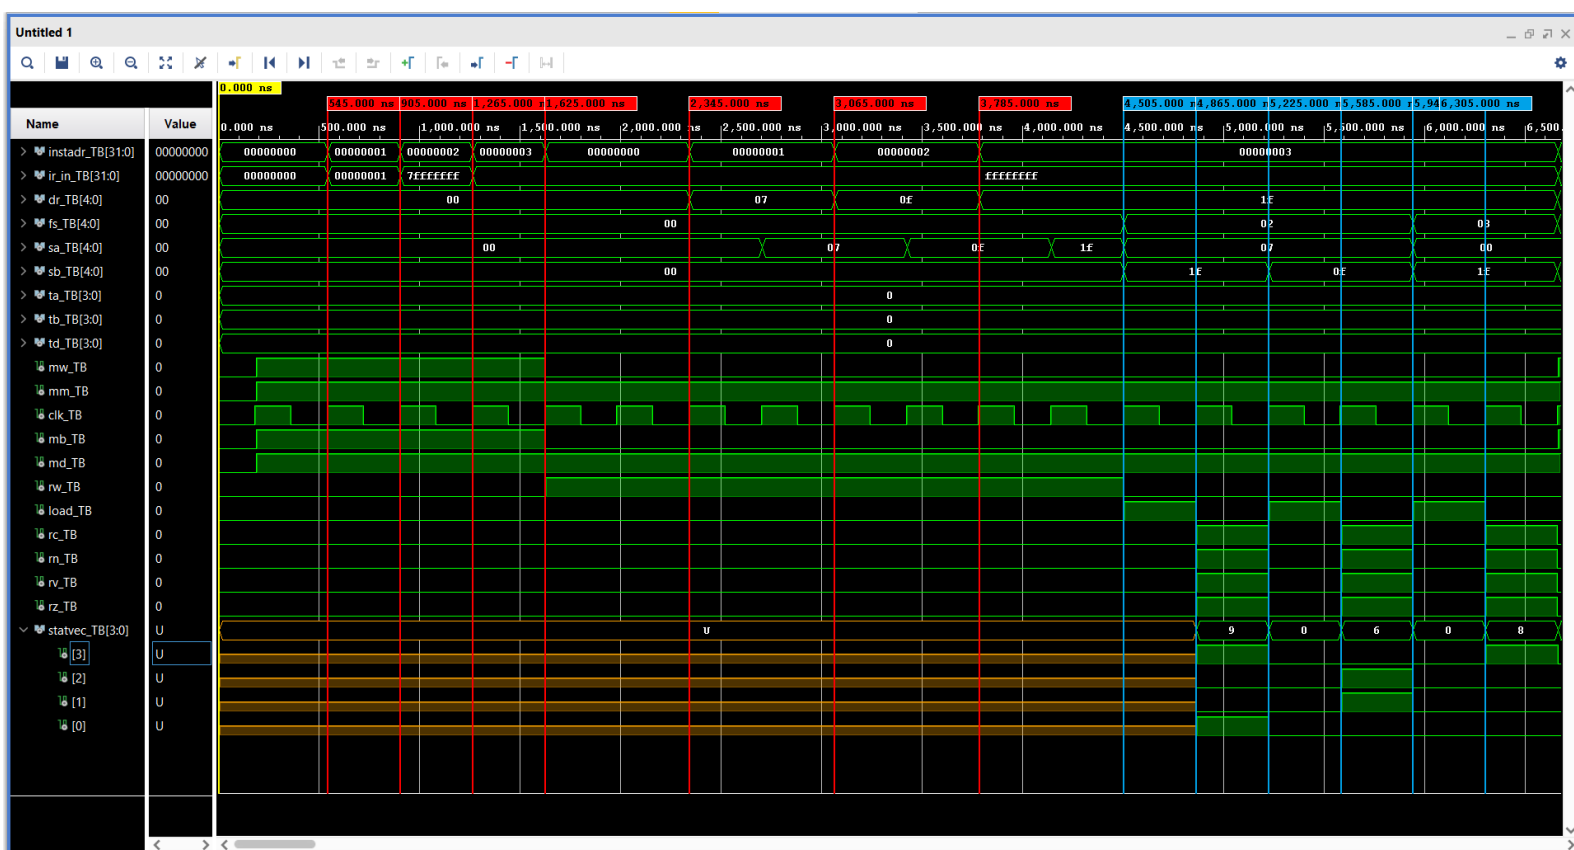 Untitled 1
0.000 ns
545.000 ns 905.000 ns 1,265.000 n 1,625.000 ns 2,345.000 ns 3,065.000 ns 3,785.000 ns 4,505.000 n 4,865.000 n 5,225.000 n 5,585.000 n 5,94 6,305.000 ns
Name Value 0.000 ns 500.000 ns 1,000.000 ns 1,500.000 ns 2,000.000 ns 2,500.000 ns 3,000.000 ns 3,500.000 ns 4,000.000 ns 4,500.000 ns 5,000.000 ns 5,500.000 ns 6,000.000 ns 6,500.
instadr_TB[31:0] 00000000 00000000 00000001 00000002 00000003 00000000 00000001 00000002 00000003
ir_in_TB[31:0] 00000000 00000000 00000001 7fffffff ffffffff
dr_TB[4:0] 00 00 07 0f 1f
fs_TB[4:0] 00 00 02 03
sa_TB[4:0] 00 00 07 0f 1f 07 00
sb_TB[4:0] 00 00 1f 0f 1f
ta_TB[3:0] 0 0
tb_TB[3:0] 0 0
td_TB[3:0] 0 0
mw_TB 0
mm_TB 0
clk_TB 0
mb_TB 0
md_TB 0
rw_TB 0
load_TB 0
rc_TB 0
rn_TB 0
rv_TB 0
rz_TB 0
statvec_TB[3:0] U U 9 0 6 0 8
[3] U
[2] U
[1] U
[0] U